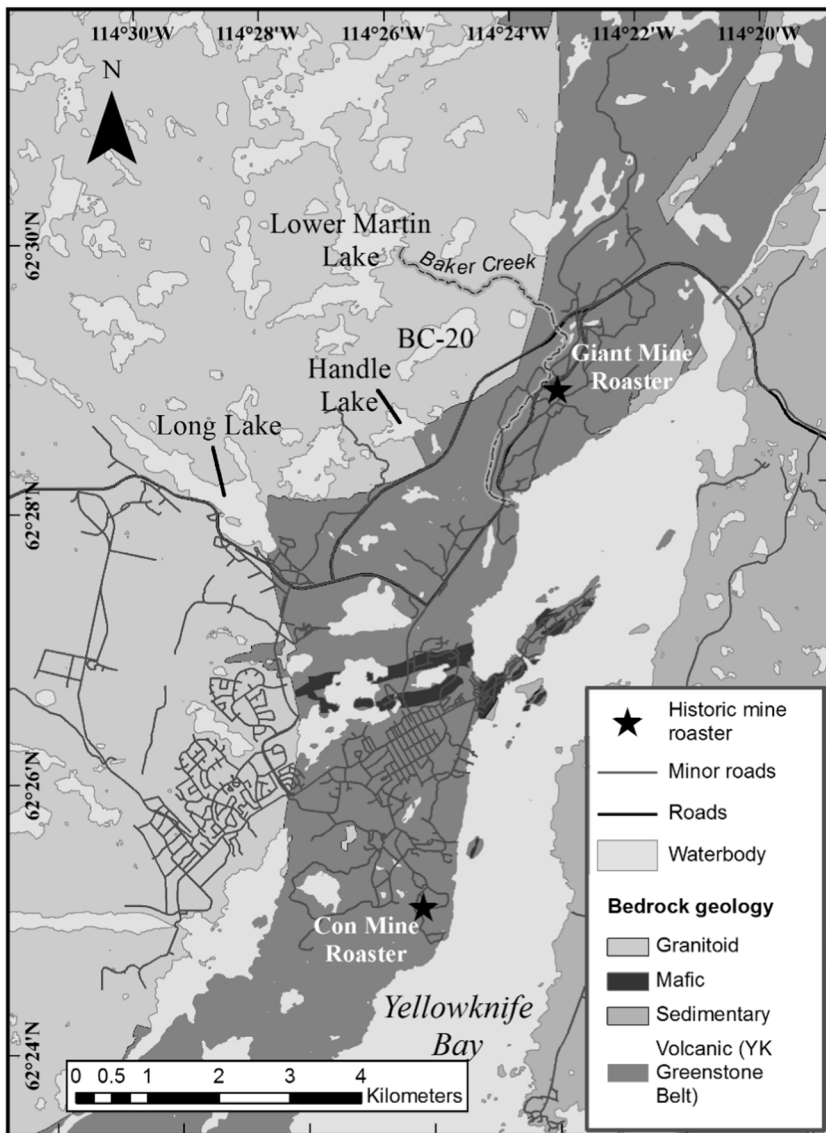 114°30'W 114°28'W 114°26'W 114°24'W 114°22'W 114°20'W
N
62°30'N
62°28'N
62°26'N
62°24'N
Lower Martin
Lake
Baker Creek
BC-20
Handle
Lake
Long Lake
Giant Mine
Roaster
Con Mine
Roaster
Yellowknife
Bay
0 0.5 1 2 3 4
Kilometers
Historic mine
roaster
Minor roads
Roads
Waterbody
Bedrock geology
Granitoid
Mafic
Sedimentary
Volcanic (YK
Greenstone
Belt)